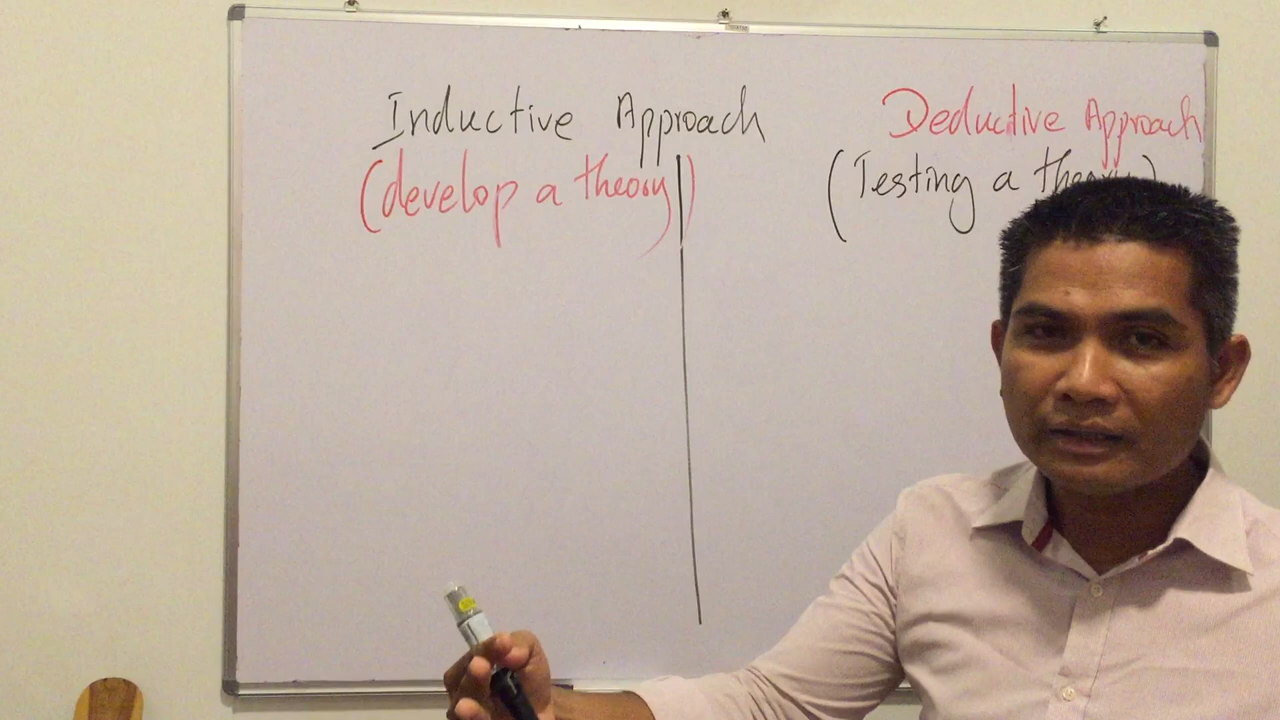 Inductive Approach
(develop a theory)
Deductive Approach
(Testing a theory)